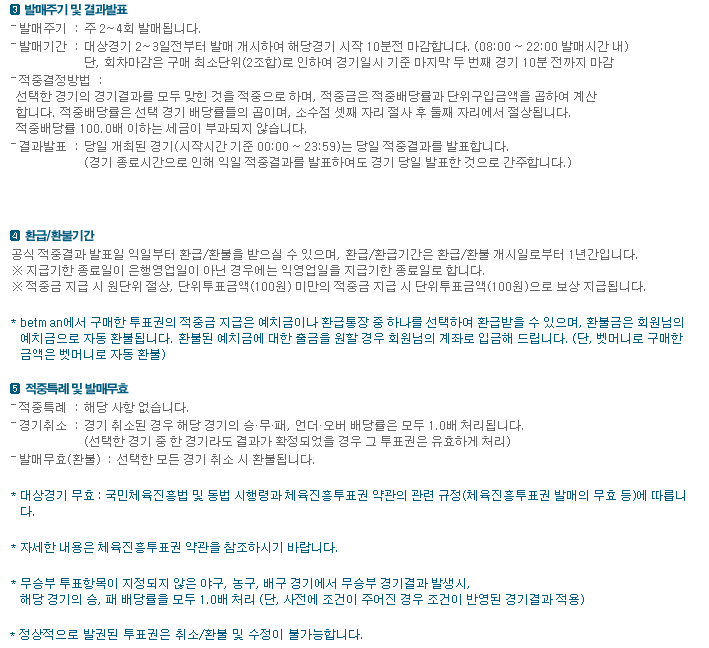 3 발매주기 및 결과발표
- 발매주기 : 주 2~4회 발매됩니다.
- 발매기간 : 대상경기 2~3일전부터 발매 개시하여 해당경기 시작 10분전 마감합니다. (08:00 ~ 22:00 발매시간 내)
단, 회차마감은 구매 최소단위(2조합)로 인하여 경기일시 기준 마지막 두 번째 경기 10분 전까지 마감
- 적중결정방법 :
선택한 경기의 경기결과를 모두 맞힌 것을 적중으로 하며, 적중금은 적중배당률과 단위구입금액을 곱하여 계산
합니다. 적중배당률은 선택 경기 배당률들의 곱이며, 소수점 셋째 자리 절사 후 둘째 자리에서 절상됩니다.
적중배당률 100.0배 이하는 세금이 부과되지 않습니다.
- 결과발표 : 당일 개최된 경기(시작시간 기준 00:00 ~ 23:59)는 당일 적중결과를 발표합니다.
(경기 종료시간으로 인해 익일 적중결과를 발표하여도 경기 당일 발표한 것으로 간주합니다.)
4 환급/환불기간
공식 적중결과 발표일 익일부터 환급/환불을 받으실 수 있으며, 환급/환급기간은 환급/환불 개시일로부터 1년간입니다.
※ 지급기한 종료일이 은행영업일이 아닌 경우에는 익영업일을 지급기한 종료일로 합니다.
※ 적중금 지급 시 원단위 절상, 단위투표금액(100원) 미만의 적중금 지급 시 단위투표금액(100원)으로 보상 지급됩니다.
* betman에서 구매한 투표권의 적중금 지급은 예치금이나 환급통장 중 하나를 선택하여 환급받을 수 있으며, 환불금은 회원님의
예치금으로 자동 환불됩니다. 환불된 예치금에 대한 출금을 원할 경우 회원님의 계좌로 입금해 드립니다. (단, 벳머니로 구매한
금액은 벳머니로 자동 환불)
5 적중특례 및 발매무효
- 적중특례 : 해당 사항 없습니다.
- 경기취소 : 경기 취소된 경우 해당 경기의 승·무·패, 언더·오버 배당률은 모두 1.0배 처리됩니다.
(선택한 경기 중 한 경기라도 결과가 확정되었을 경우 그 투표권은 유효하게 처리)
- 발매무효(환불) : 선택한 모든 경기 취소 시 환불됩니다.
* 대상경기 무효 : 국민체육진흥법 및 동법 시행령과 체육진흥투표권 약관의 관련 규정(체육진흥투표권 발매의 무효 등)에 따릅니
다.
* 자세한 내용은 체육진흥투표권 약관을 참조하시기 바랍니다.
* 무승부 투표항목이 지정되지 않은 야구, 농구, 배구 경기에서 무승부 경기결과 발생시,
해당 경기의 승, 패 배당률을 모두 1.0배 처리 (단, 사전에 조건이 주어진 경우 조건이 반영된 경기결과 적용)
* 정상적으로 발권된 투표권은 취소/환불 및 수정이 불가능합니다.